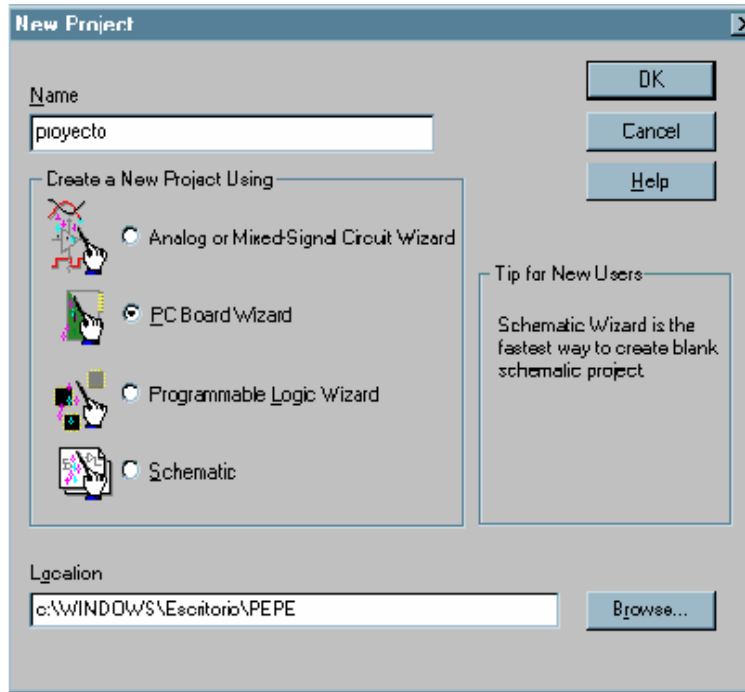 New Project
Name
proyecto
OK
Cancel
Help
Create a New Project Using
Analog or Mixed-Signal Circuit Wizard
PC Board Wizard
Programmable Logic Wizard
Schematic
Tip for New Users
Schematic Wizard is the
fastest way to create blank
schematic project
Location
c:\WINDOWS\Escritorio\PEPE
Browse...